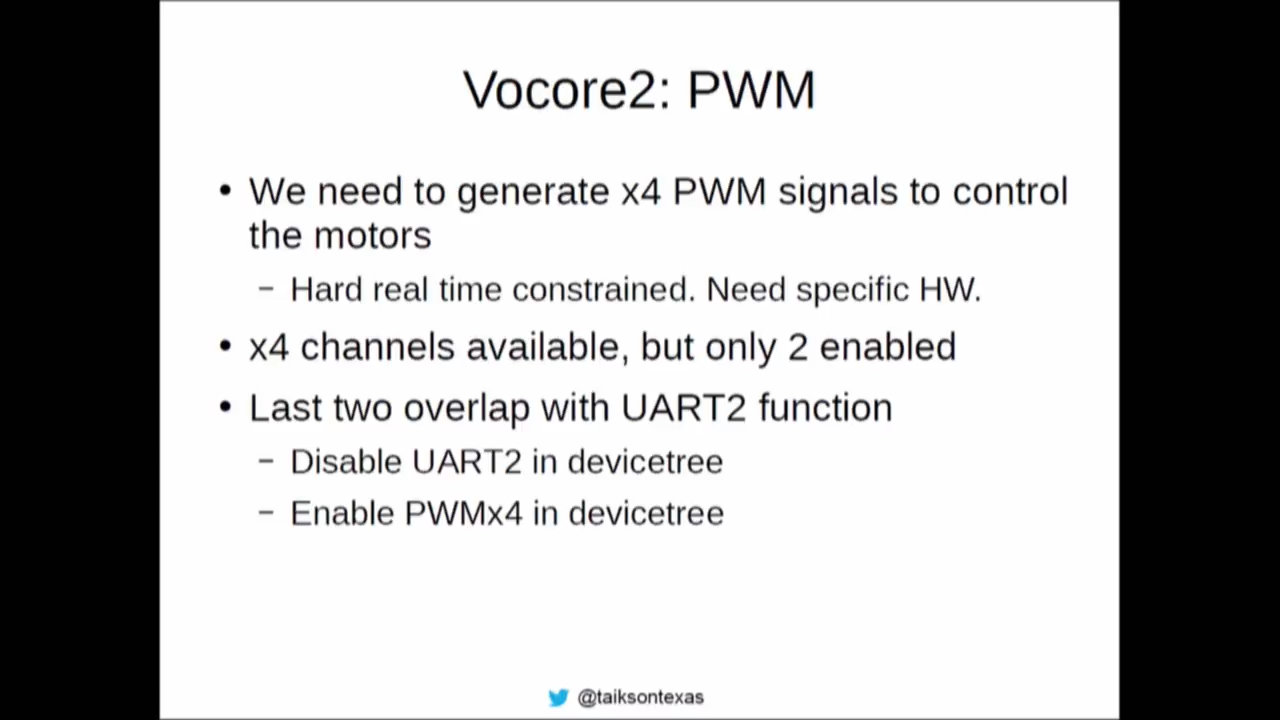 Vocore2: PWM
• We need to generate x4 PWM signals to control
the motors
– Hard real time constrained. Need specific HW.
• x4 channels available, but only 2 enabled
• Last two overlap with UART2 function
– Disable UART2 in devicetree
– Enable PWMx4 in devicetree
@taiksontexas